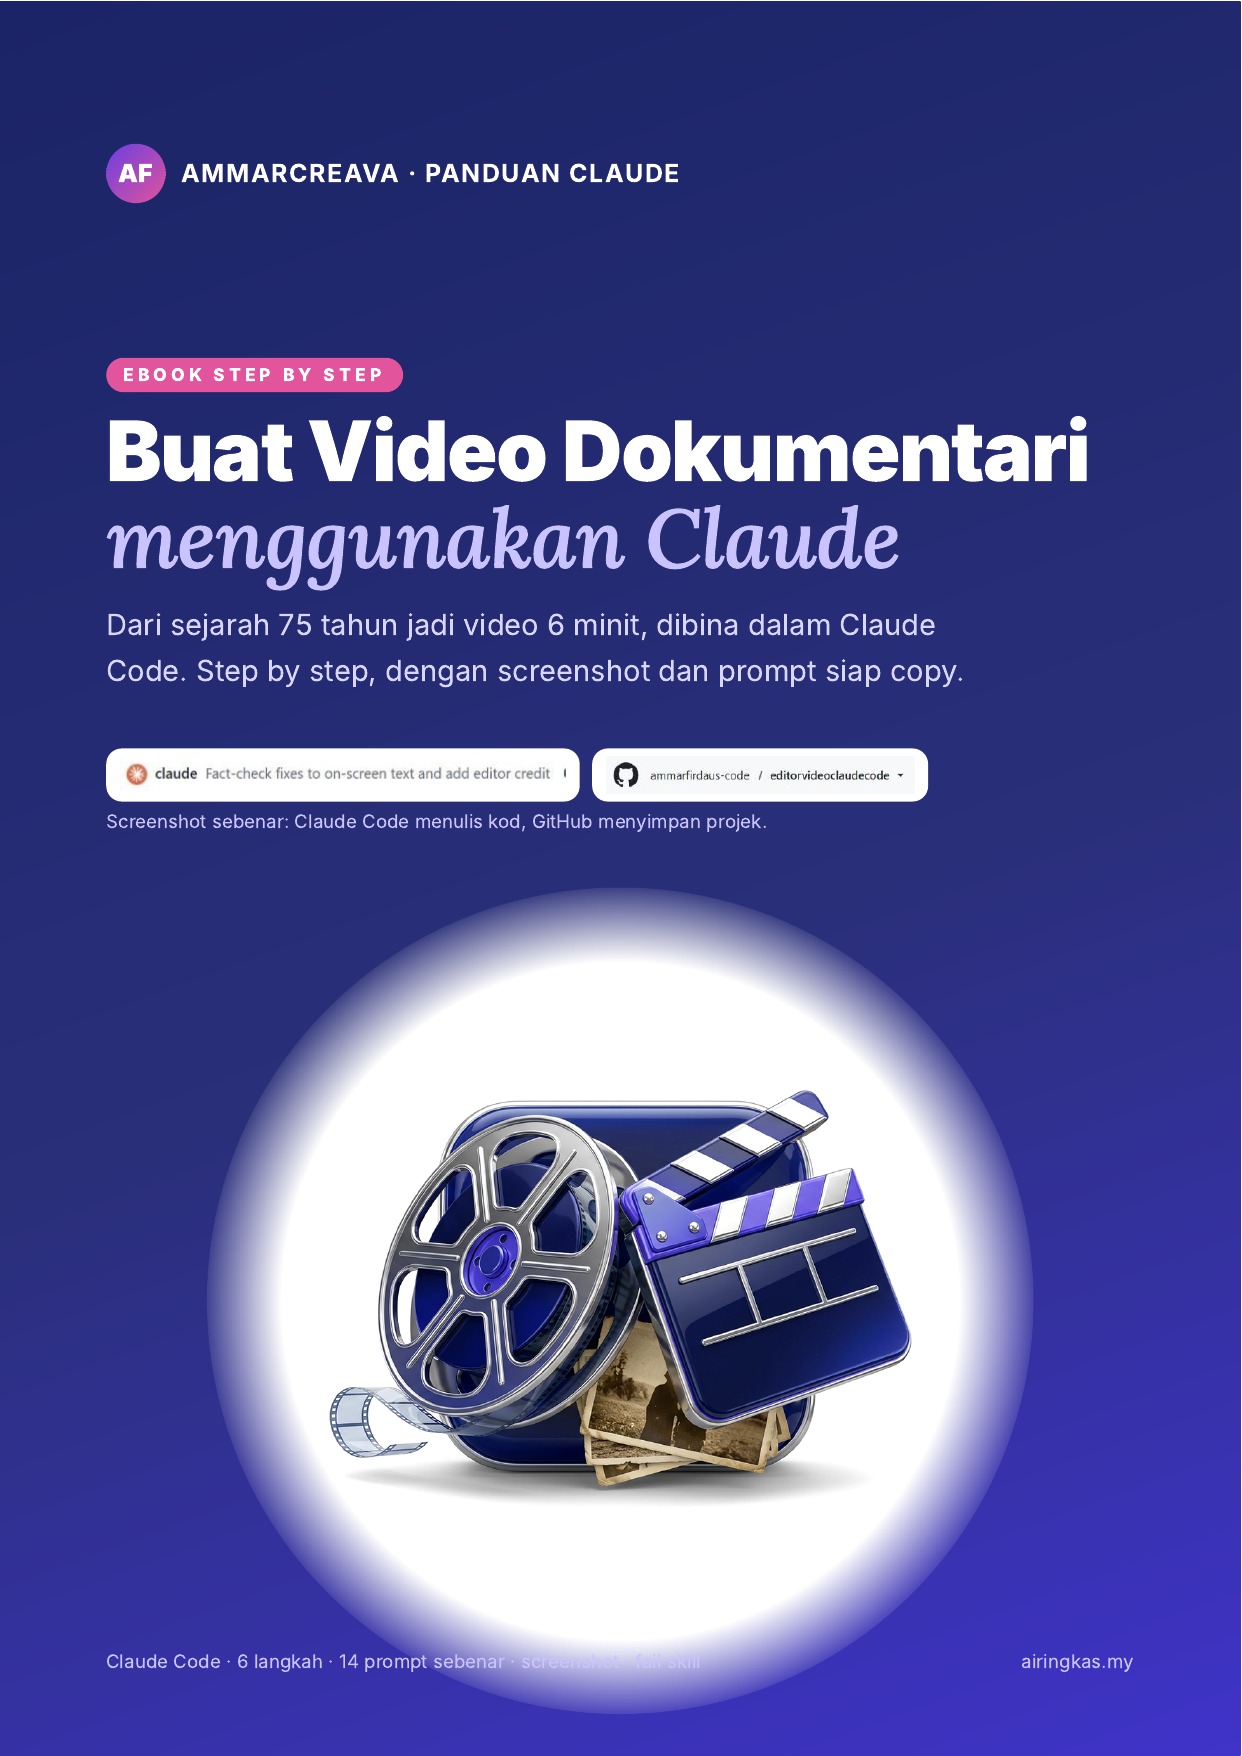 AF AMMARCREAVA · PANDUAN CLAUDE
EBOOK STEP BY STEP
Buat Video Dokumentari
menggunakan Claude
Dari sejarah 75 tahun jadi video 6 minit, dibina dalam Claude
Code. Step by step, dengan screenshot dan prompt siap copy.
claude Fact-check fixes to on-screen text and add editor credit
ammarfirdaus-code / editorvideoclaudecode
Screenshot sebenar: Claude Code menulis kod, GitHub menyimpan projek.
Claude Code · 6 langkah · 14 prompt sebenar · screenshot · fail skill
airingkas.my